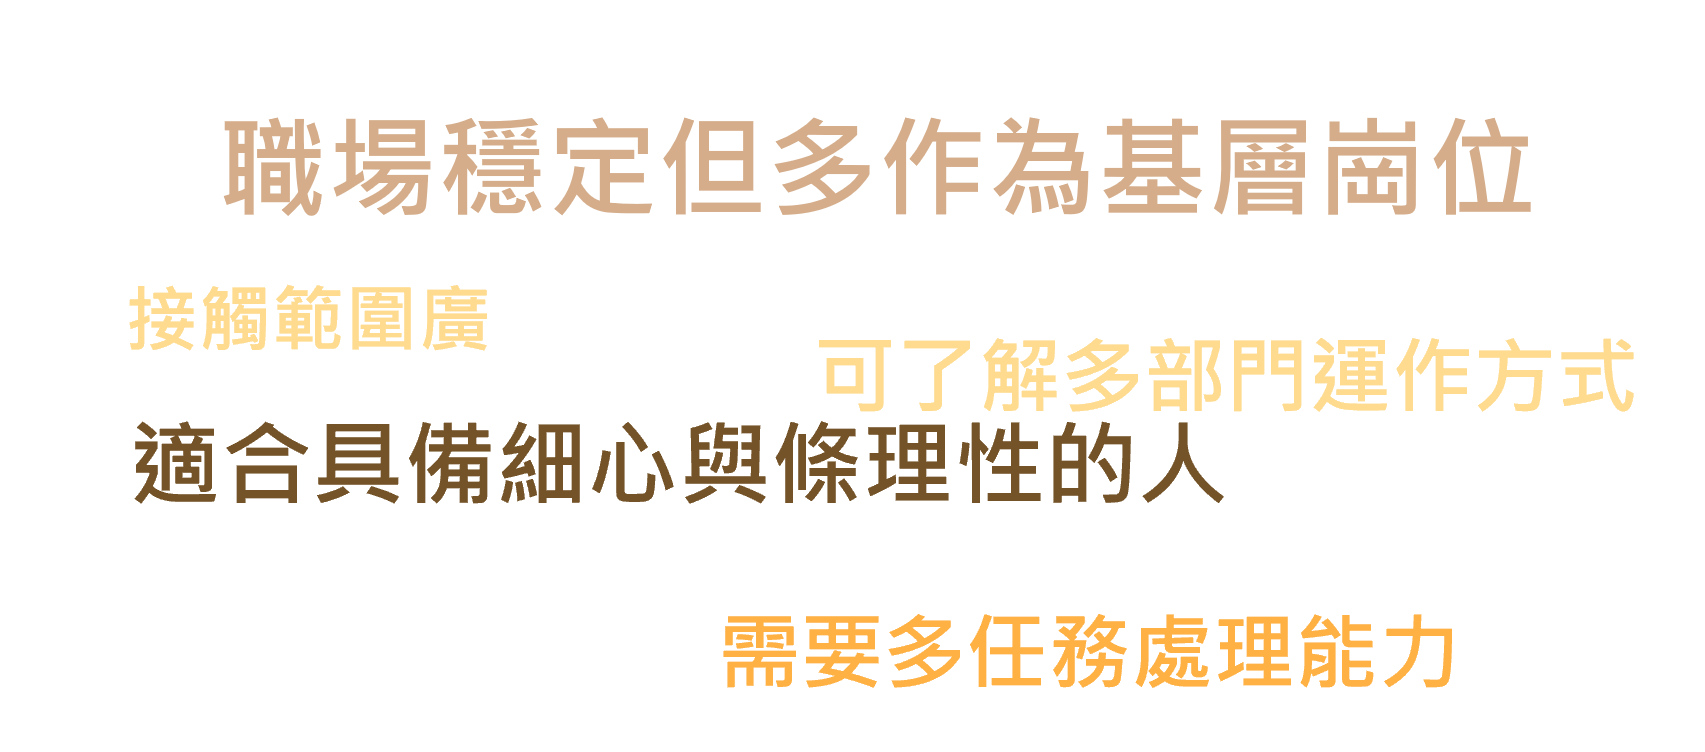 職場穩定但多作為基層崗位
接觸範圍廣
可了解多部門運作方式
適合具備細心與條理性的人
需要多任務處理能力